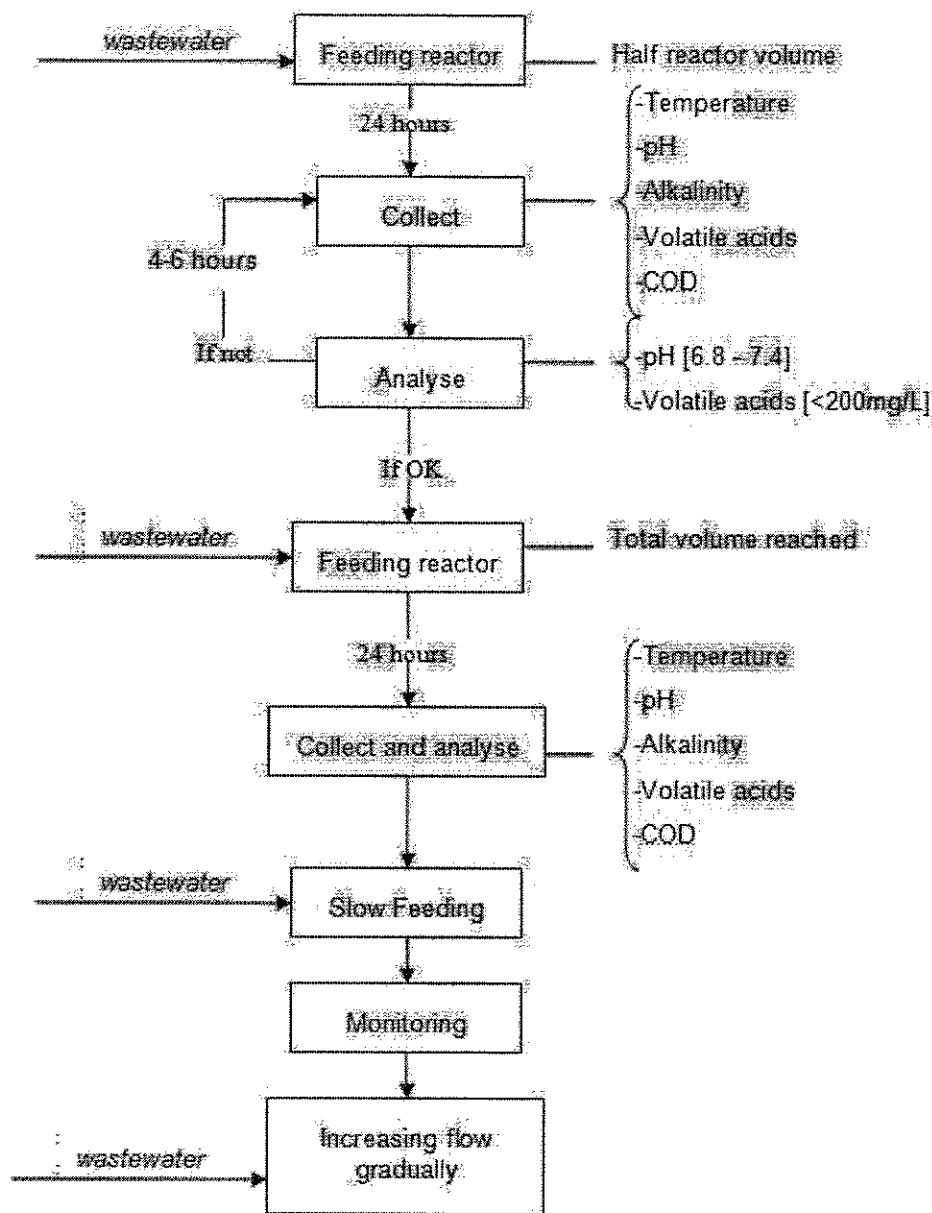 wastewater
Feeding reactor
Half reactor volume
24 hours
-Temperature
-pH
-Alkalinity
-Volatile acids
-COD
Collect
4-6 hours
If not
Analyse
-pH [6.8 - 7.4]
-Volatile acids [<200mg/L]
If OK
wastewater
Feeding reactor
Total volume reached
24 hours
-Temperature
-pH
-Alkalinity
-Volatile acids
-COD
Collect and analyse
wastewater
Slow Feeding
Monitoring
Increasing flow
gradually
wastewater